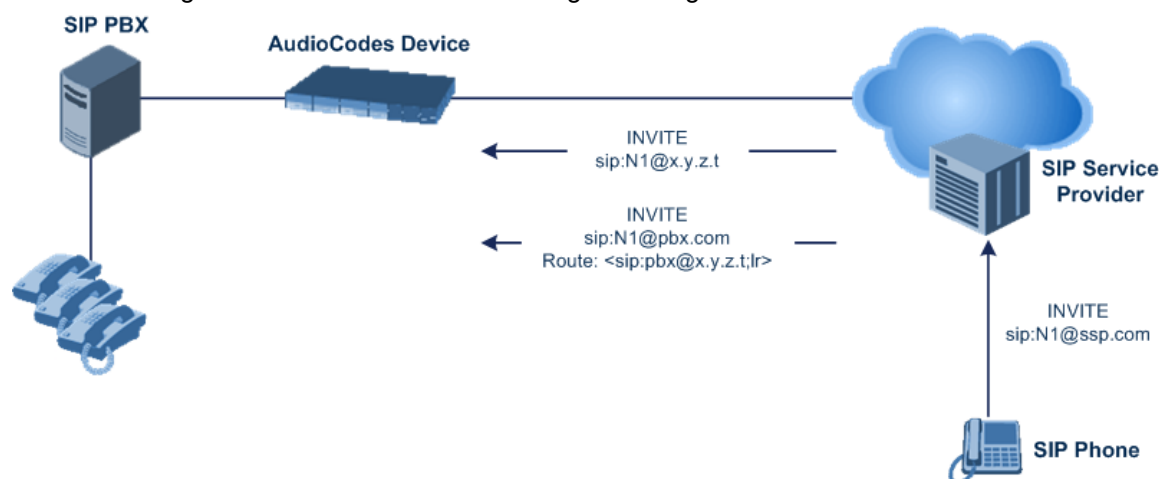 SIP PBX
AudioCodes Device
INVITE
sip:N1@x.y.z.t
SIP Service
Provider
INVITE
sip:N1@pbx.com
Route: <sip:pbx@x.y.z.t;lr>
INVITE
sip:N1@ssp.com
SIP Phone